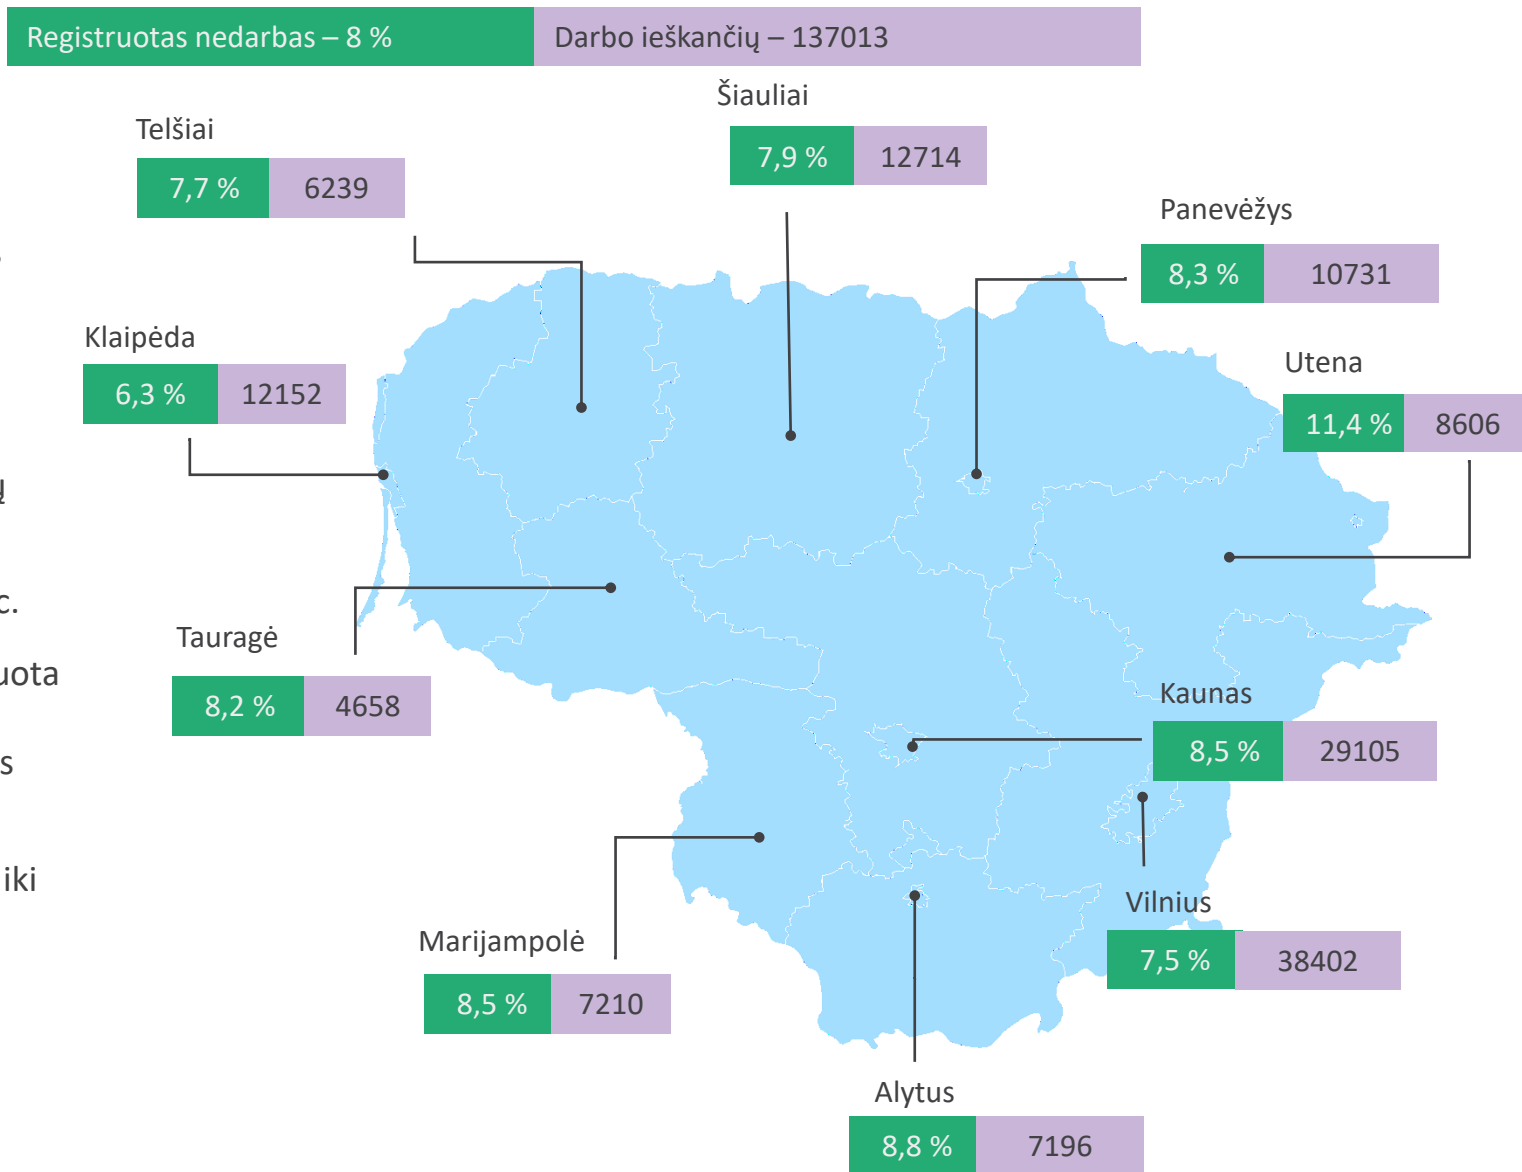 Registruotas nedarbas – 8 % Darbo ieškančių – 137013
Šiauliai
7,9 % 12714
Telšiai
7,7 % 6239
Panevėžys
8,3 % 10731
Klaipėda
6,3 % 12152
Utena
11,4 % 8606
ų
c.
uota
s
iki
Tauragė
8,2 % 4658
Kaunas
8,5 % 29105
Vilnius
7,5 % 38402
Marijampolė
8,5 % 7210
Alytus
8,8 % 7196